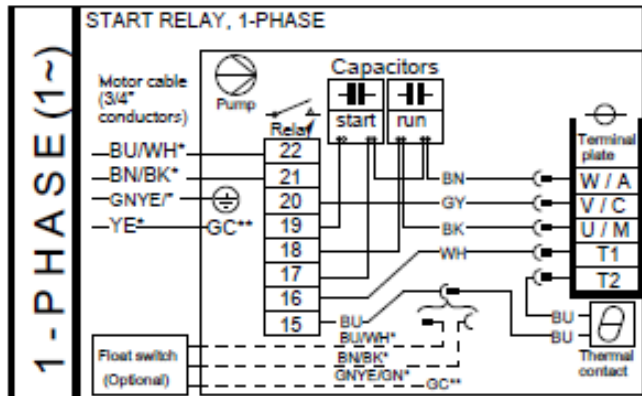 START RELAY, 1-PHASE
1 - PHASE (1~)
Motor cable
(3/4"
conductors)
Pump
Relay
Capacitors
start
run
Terminal
plate
BU/WH*
BN/BK*
GNYE/*
YE*
GC**
22
21
20
19
18
17
16
15
BN
GY
BK
WH
W / A
V / C
U / M
T1
T2
BU
BU/WH*
BN/BK*
GNYE/GN*
GC**
BU
BU
Thermal
contact
Float switch
(Optional)